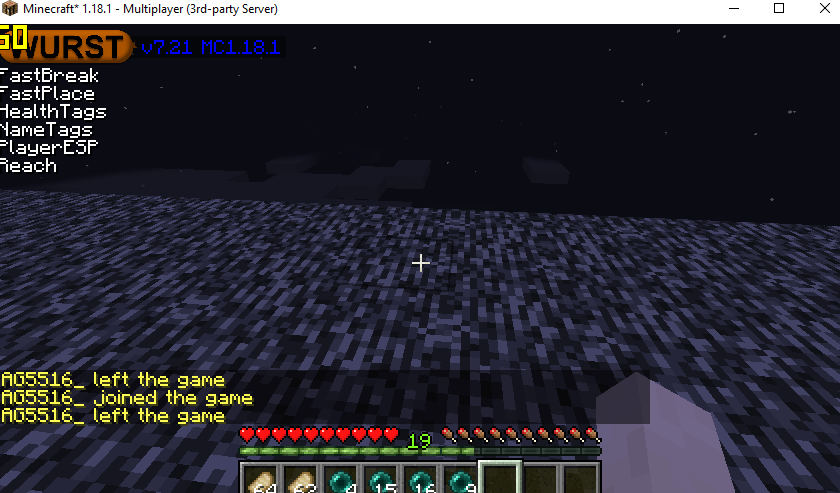 Minecraft* 1.18.1 - Multiplayer (3rd-party Server)
60
WURST v7.21 MC1.18.1
FastBreak
FastPlace
HealthTags
NameTags
PlayerESP
Reach
AG5516_ left the game
AG5516_ joined the game
AG5516_ left the game
19
64 62 4 15 16 9